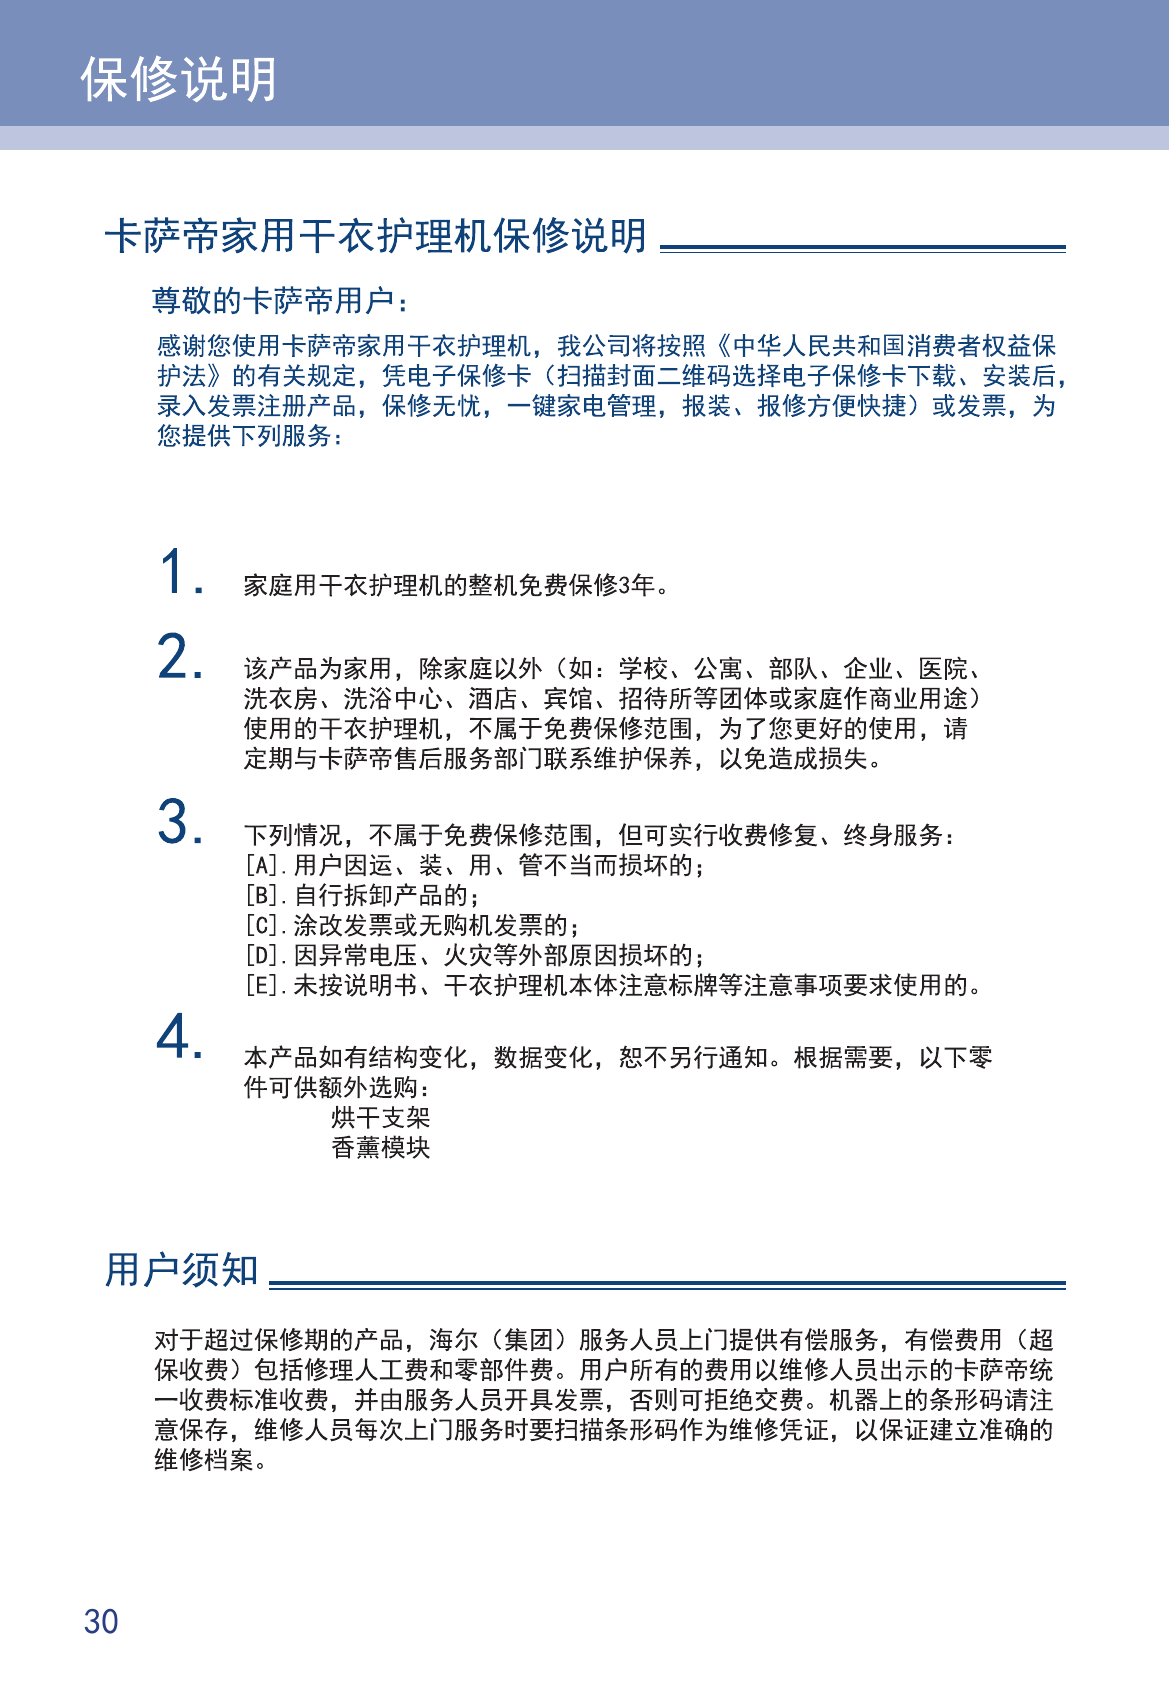 保修说明
卡萨帝家用干衣护理机保修说明
尊敬的卡萨帝用户：
感谢您使用卡萨帝家用干衣护理机，我公司将按照《中华人民共和国消费者权益保
护法》的有关规定，凭电子保修卡（扫描封面二维码选择电子保修卡下载、安装后，
录入发票注册产品，保修无忧，一键家电管理，报装、报修方便快捷）或发票，为
您提供下列服务：
1. 家庭用干衣护理机的整机免费保修3年。
2. 该产品为家用，除家庭以外（如：学校、公寓、部队、企业、医院、
洗衣房、洗浴中心、酒店、宾馆、招待所等团体或家庭作商业用途）
使用的干衣护理机，不属于免费保修范围，为了您更好的使用，请
定期与卡萨帝售后服务部门联系维护保养，以免造成损失。
3. 下列情况，不属于免费保修范围，但可实行收费修复、终身服务：
[A].用户因运、装、用、管不当而损坏的；
[B].自行拆卸产品的；
[C].涂改发票或无购机发票的；
[D].因异常电压、火灾等外部原因损坏的；
[E].未按说明书、干衣护理机本体注意标牌等注意事项要求使用的。
4. 本产品如有结构变化，数据变化，恕不另行通知。根据需要，以下零
件可供额外选购：
烘干支架
香薰模块
用户须知
对于超过保修期的产品，海尔（集团）服务人员上门提供有偿服务，有偿费用（超
保收费）包括修理人工费和零部件费。用户所有的费用以维修人员出示的卡萨帝统
一收费标准收费，并由服务人员开具发票，否则可拒绝交费。机器上的条形码请注
意保存，维修人员每次上门服务时要扫描条形码作为维修凭证，以保证建立准确的
维修档案。
30